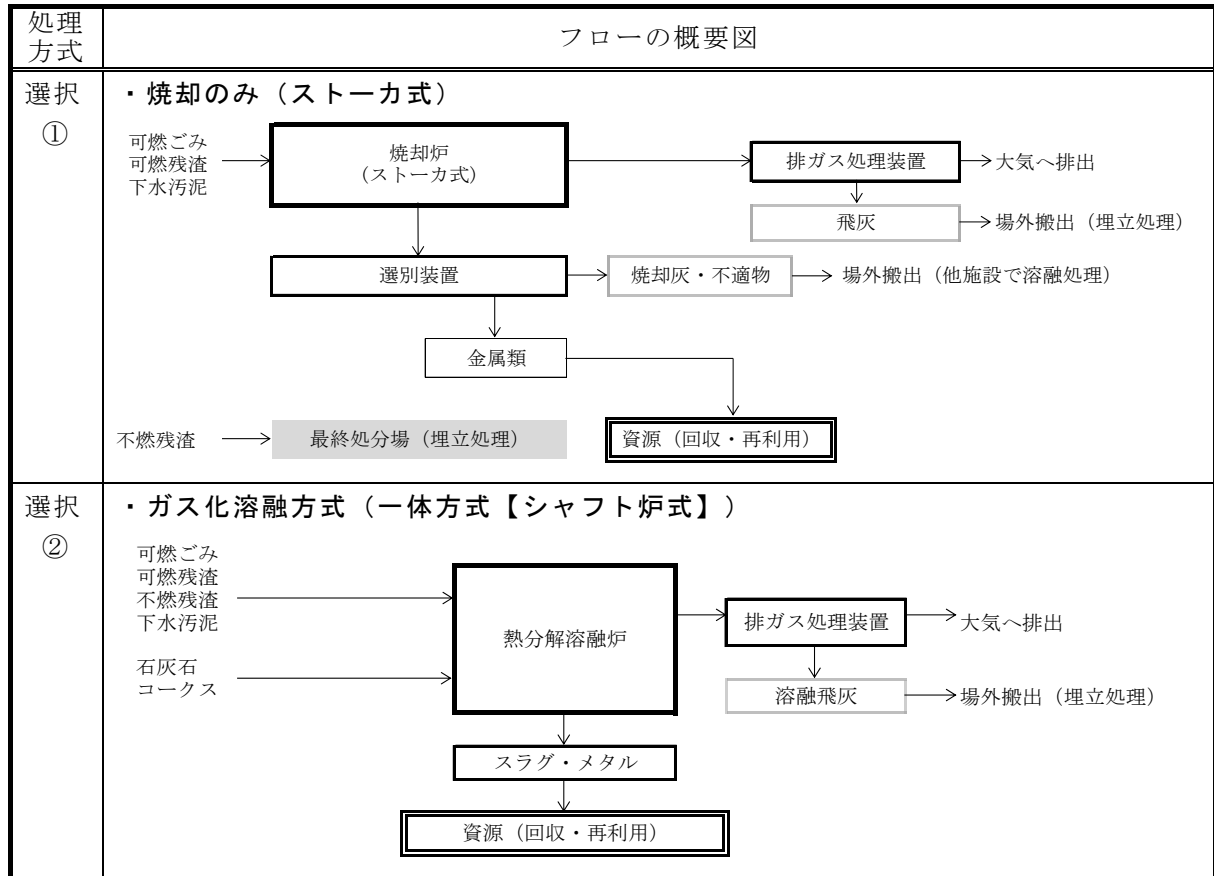 処理
方式
フローの概要図
選択
①
・焼却のみ（ストーカ式）
可燃ごみ
可燃残渣
下水汚泥
焼却炉
（ストーカ式）
排ガス処理装置
大気へ排出
飛灰
場外搬出（埋立処理）
選別装置
焼却灰・不適物
場外搬出（他施設で溶融処理）
金属類
不燃残渣
最終処分場（埋立処理）
資源（回収・再利用）
選択
②
・ガス化溶融方式（一体方式【シャフト炉式】）
可燃ごみ
可燃残渣
不燃残渣
下水汚泥
石灰石
コークス
熱分解溶融炉
排ガス処理装置
大気へ排出
溶融飛灰
場外搬出（埋立処理）
スラグ・メタル
資源（回収・再利用）